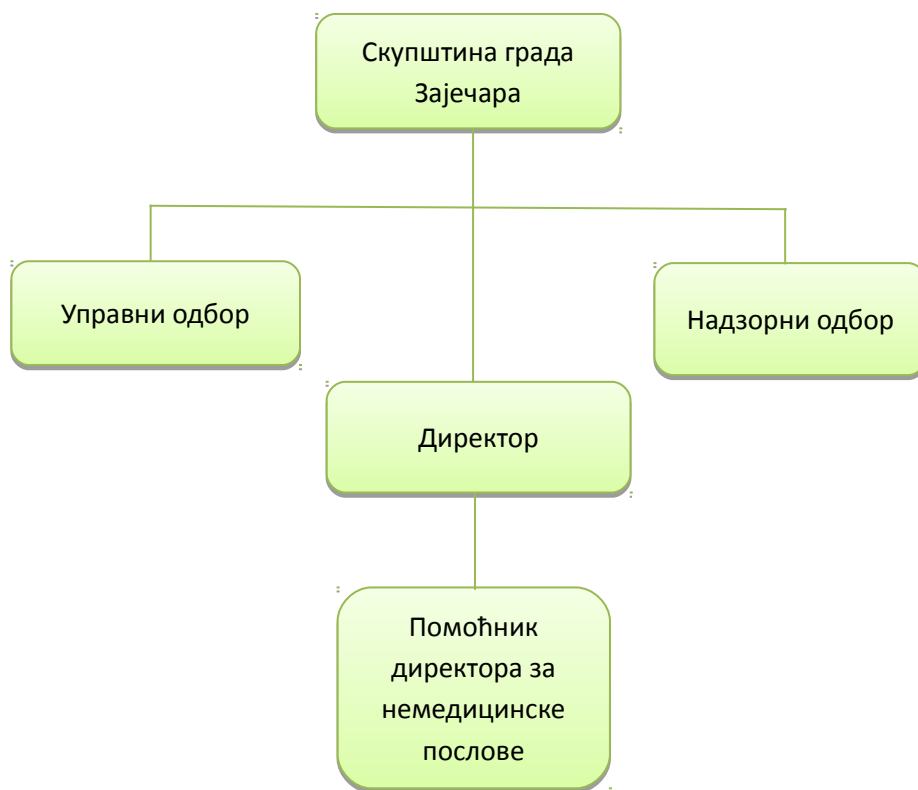 Скупштина града
Зајечара
Управни одбор
Надзорни одбор
Директор
Помоћник
директора за
немедицинске
послове